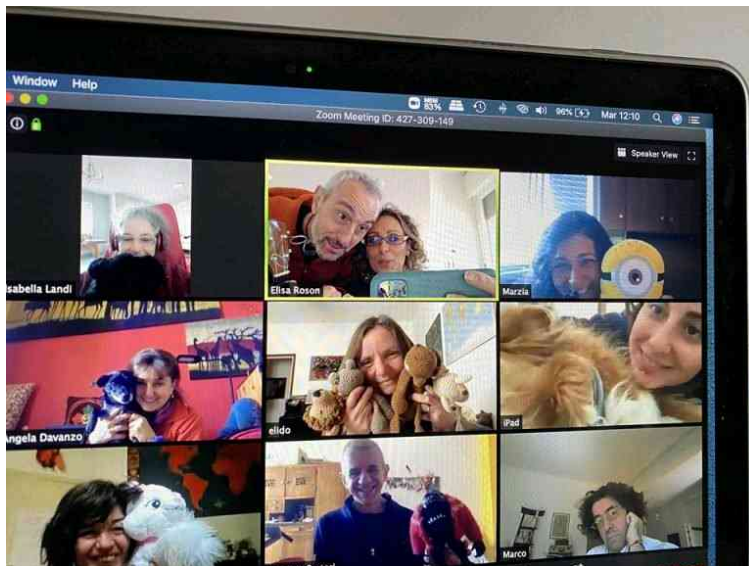 Window Help
83%
96%
Mar 12:10
Zoom Meeting ID: 427-309-149
Speaker View
Isabella Landi
Elisa Roson
Marzia
Angela Davanzo
elido
iPad
Marco